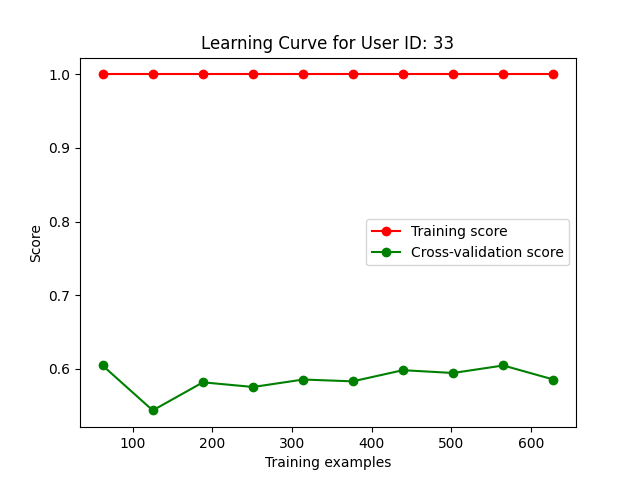 Learning Curve for User ID: 33
1.0
0.9
0.8
0.7
0.6
Score
Training score
Cross-validation score
100 200 300 400 500 600
Training examples